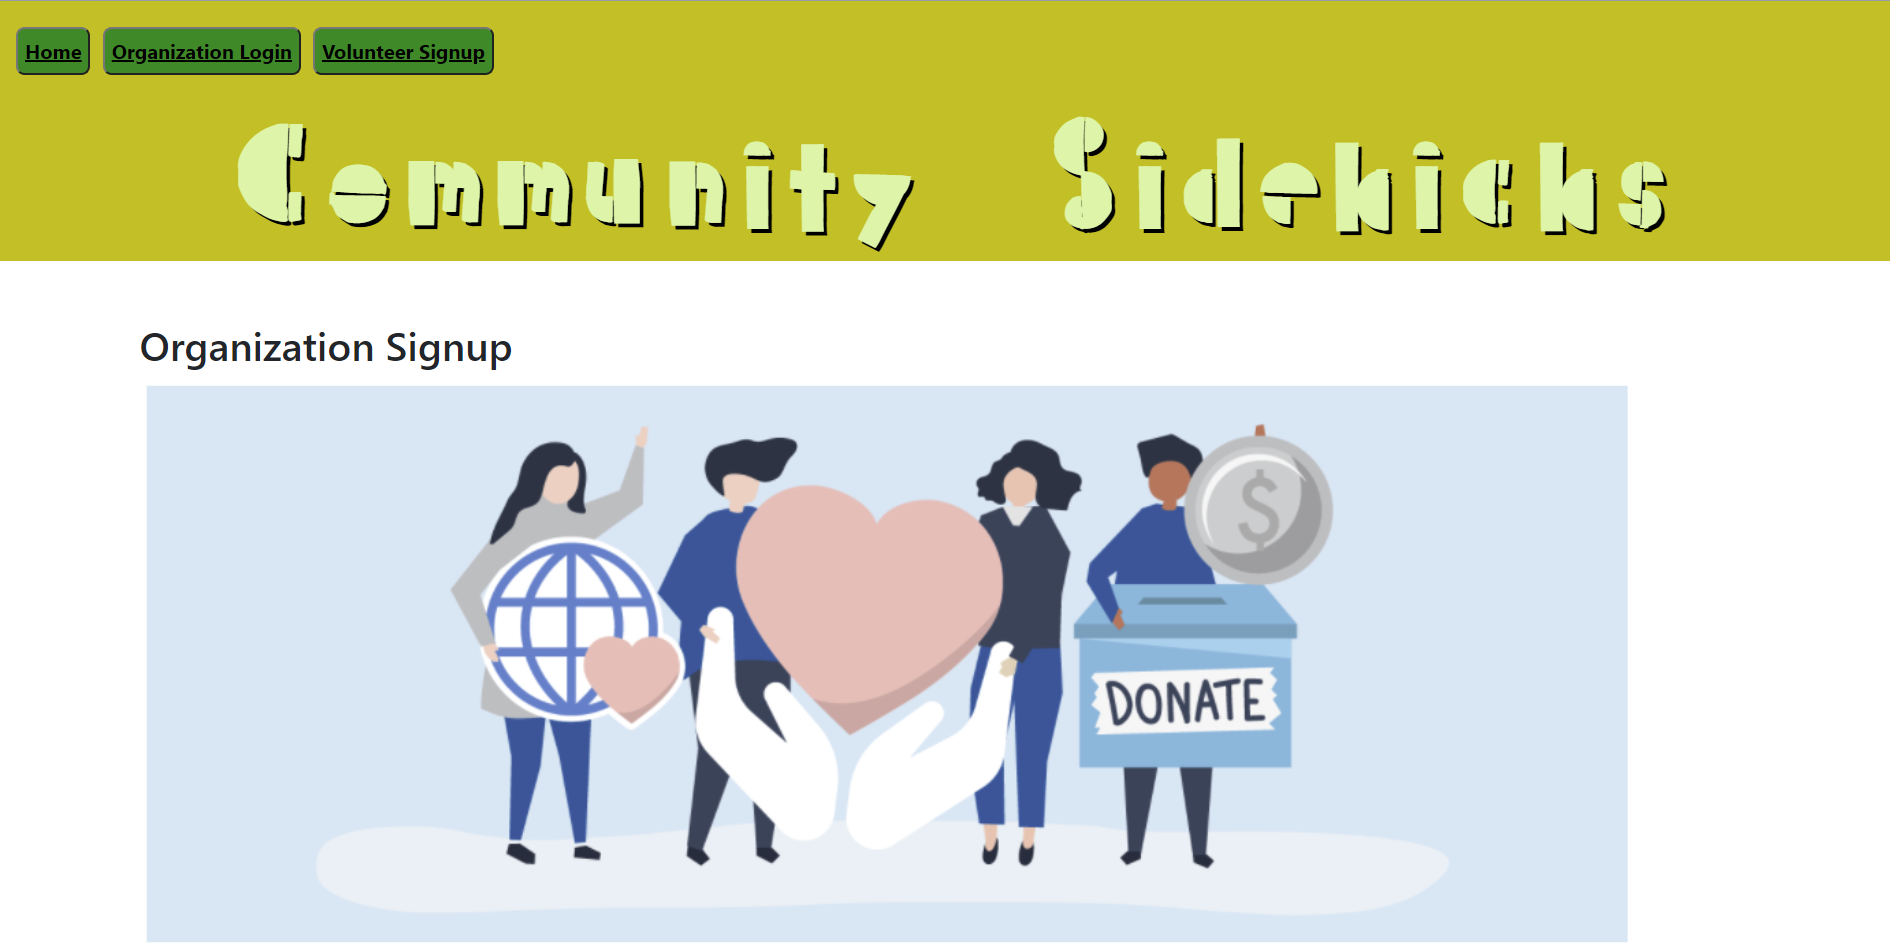 Home Organization Login Volunteer Signup
Community Sidekicks
Organization Signup
$
DONATE